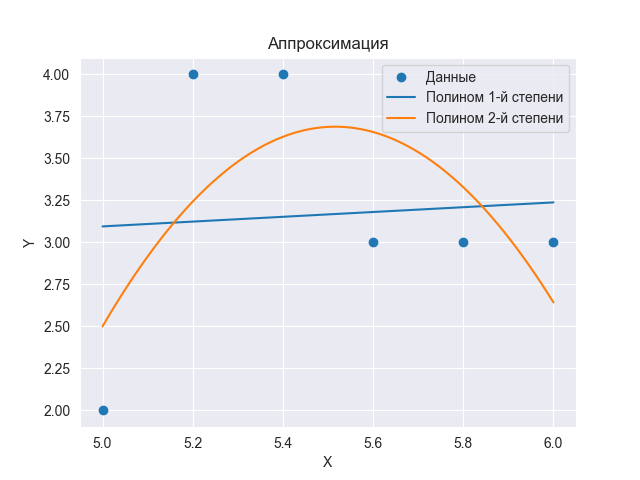 Аппроксимация
Данные
Полином 1-й степени
Полином 2-й степени
Y
4.00
3.75
3.50
3.25
3.00
2.75
2.50
2.25
2.00
5.0 5.2 5.4 5.6 5.8 6.0
X